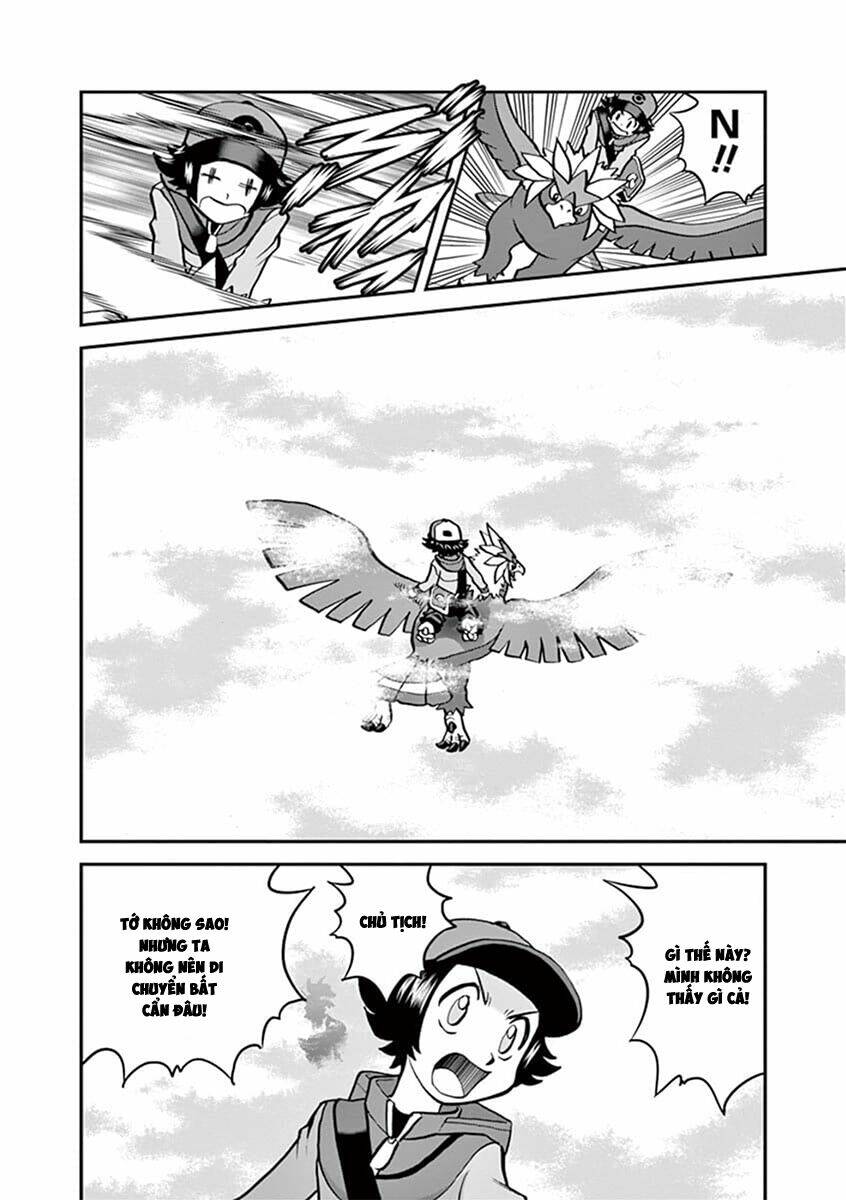 N
!!
GÌ THẾ NÀY?
MÌNH KHÔNG
THẤY GÌ CẢ!
CHỦ TỊCH!
TỚ KHÔNG SAO!
NHƯNG TA
KHÔNG NÊN DI
CHUYỂN BẤT
CẨN ĐÂU!